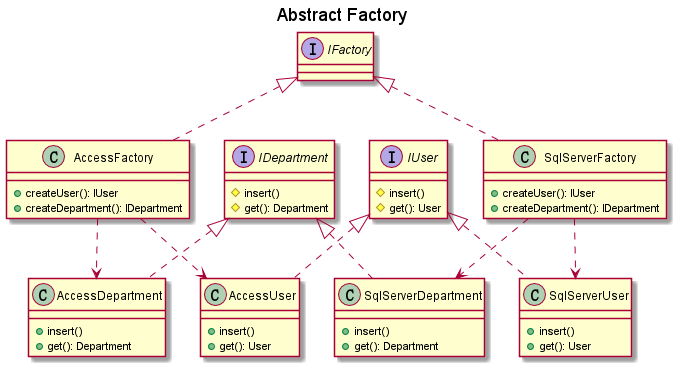 Abstract Factory
I IFactory
C AccessFactory
createUser(): IUser
createDepartment(): IDepartment
I IDepartment
insert()
get(): Department
I IUser
insert()
get(): User
C SqlServerFactory
createUser(): IUser
createDepartment(): IDepartment
C AccessDepartment
insert()
get(): Department
C AccessUser
insert()
get(): User
C SqlServerDepartment
insert()
get(): Department
C SqlServerUser
insert()
get(): User